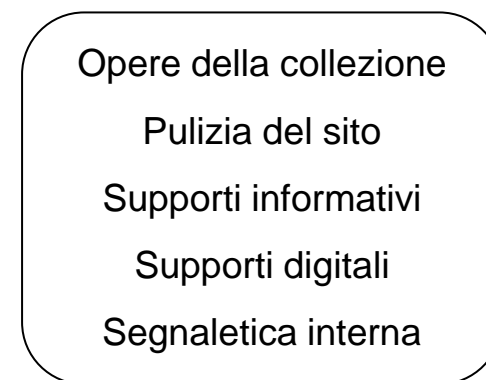 Opere della collezione
Pulizia del sito
Supporti informativi
Supporti digitali
Segnaletica interna